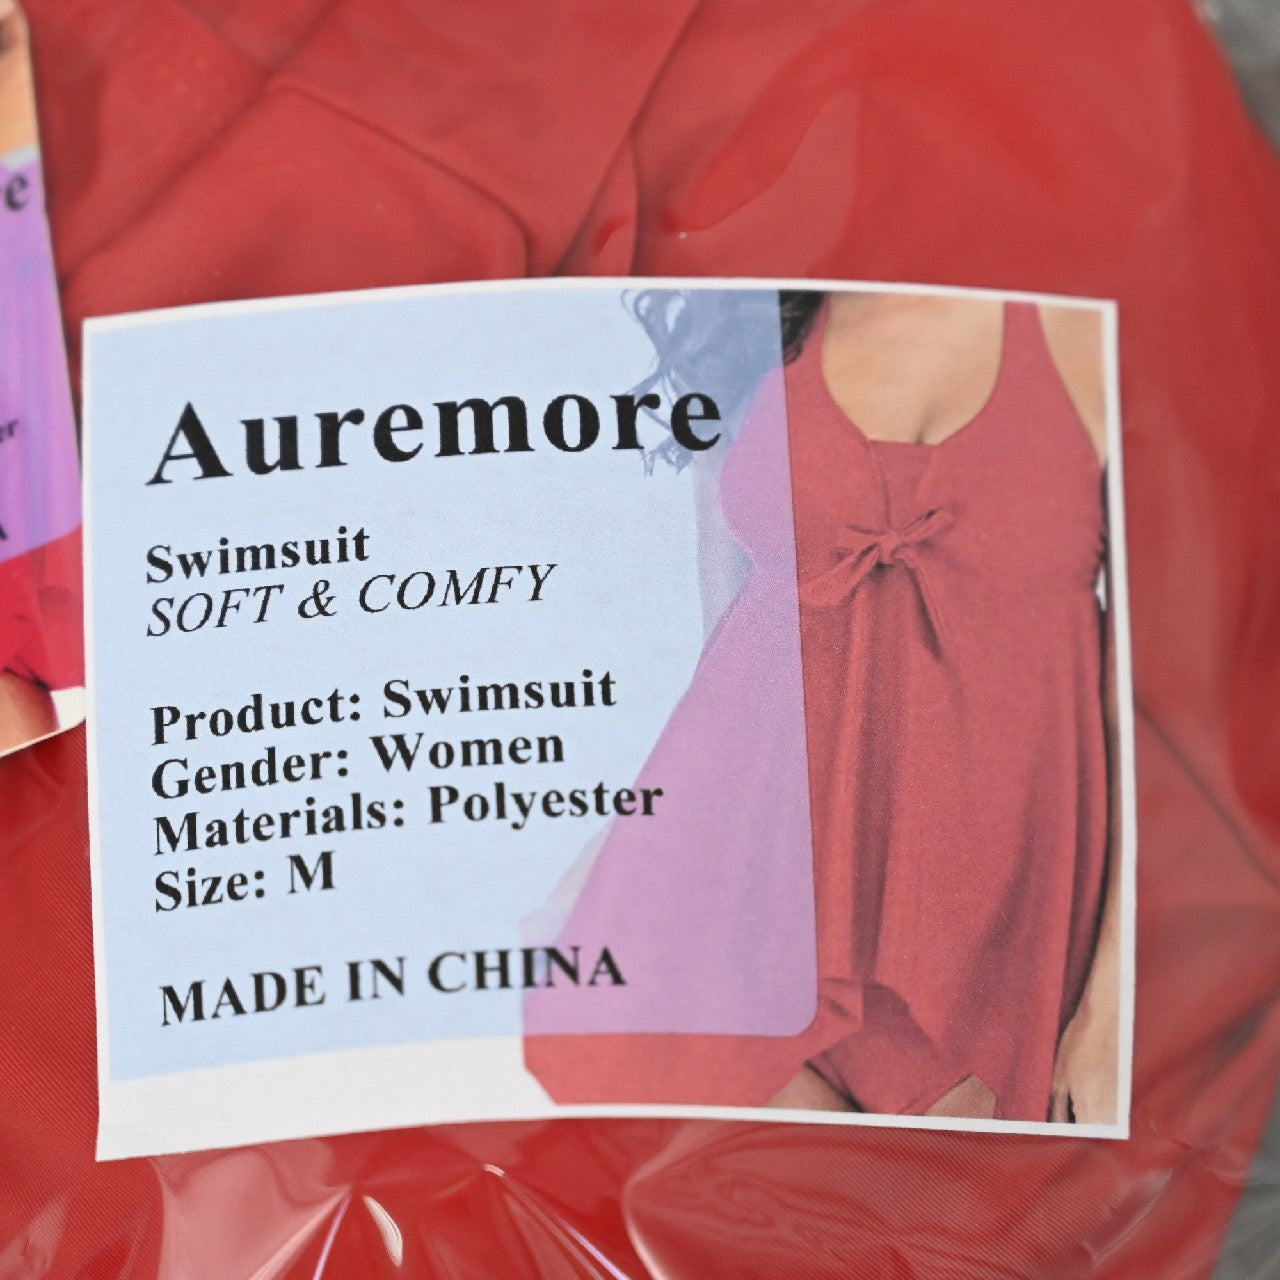 Auremore
Swimsuit
SOFT & COMFY
Product: Swimsuit
Gender: Women
Materials: Polyester
Size: M
MADE IN CHINA